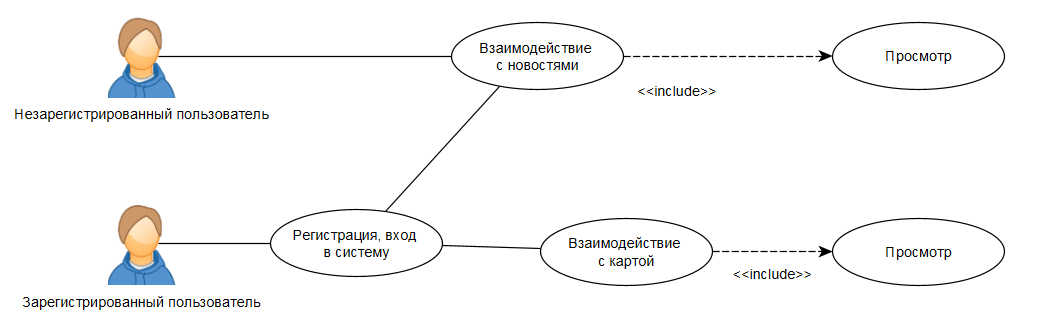 Взаимодействие
с новостями
Просмотр
<<include>>
Незарегистрированный пользователь
Регистрация, вход
в систему
Взаимодействие
с картой
Просмотр
<<include>>
Зарегистрированный пользователь